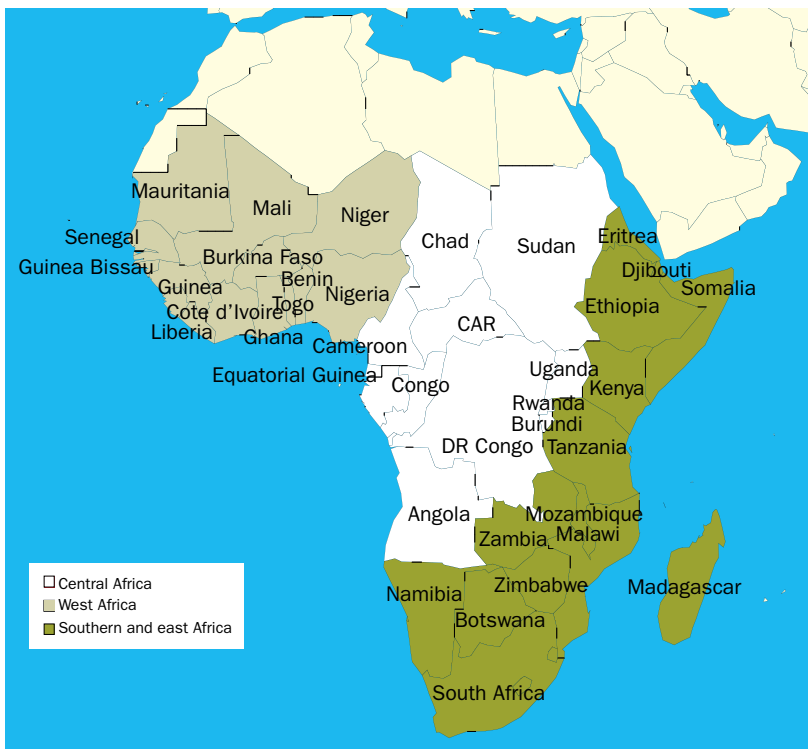 Mauritania
Mali
Niger
Senegal
Chad
Sudan
Eritrea
Burkina Faso
Guinea Bissau
Djibouti
Benin
Guinea
Nigeria
Somalia
Togo
Ethiopia
Cote d’Ivoire
Liberia
CAR
Ghana
Cameroon
Uganda
Equatorial Guinea
Congo
Kenya
Rwanda
Burundi
DR Congo
Tanzania
Angola
Mozambique
Zambia
Malawi
Central Africa
Namibia
Zimbabwe
Madagascar
West Africa
Botswana
Southern and east Africa
South Africa